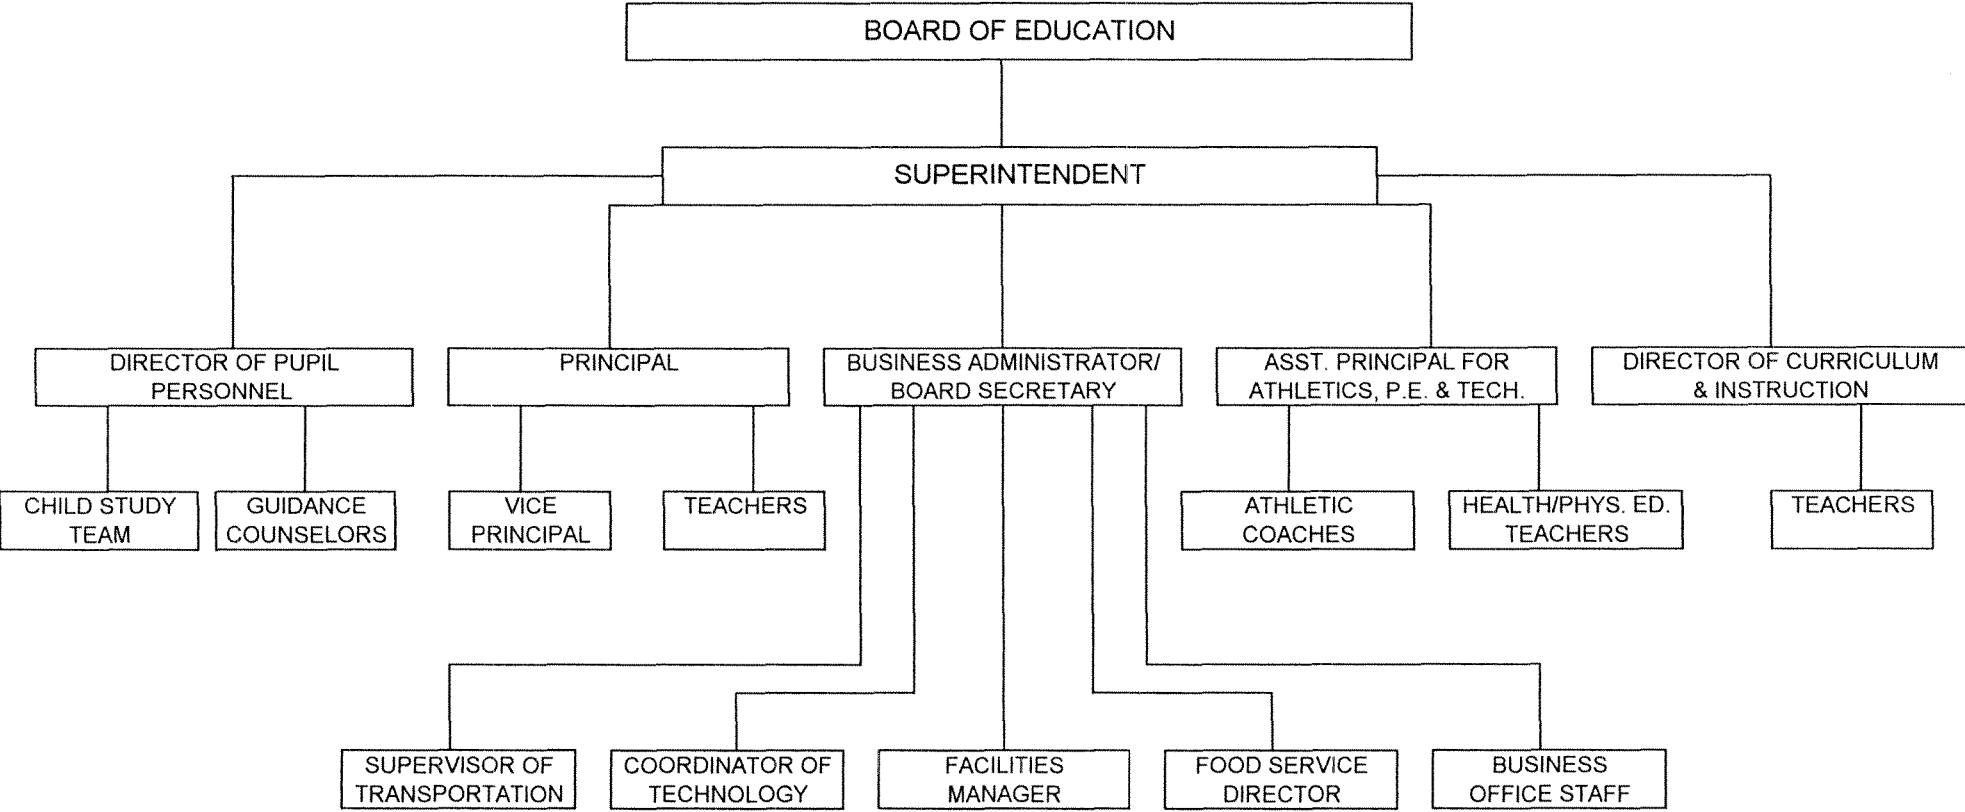 BOARD OF EDUCATION
SUPERINTENDENT
DIRECTOR OF PUPIL
PERSONNEL
PRINCIPAL
BUSINESS ADMINISTRATOR/
BOARD SECRETARY
ASST. PRINCIPAL FOR
ATHLETICS, P.E. & TECH.
DIRECTOR OF CURRICULUM
& INSTRUCTION
CHILD STUDY
TEAM
GUIDANCE
COUNSELORS
VICE
PRINCIPAL
TEACHERS
ATHLETIC
COACHES
HEALTH/PHYS. ED.
TEACHERS
TEACHERS
SUPERVISOR OF
TRANSPORTATION
COORDINATOR OF
TECHNOLOGY
FACILITIES
MANAGER
FOOD SERVICE
DIRECTOR
BUSINESS
OFFICE STAFF